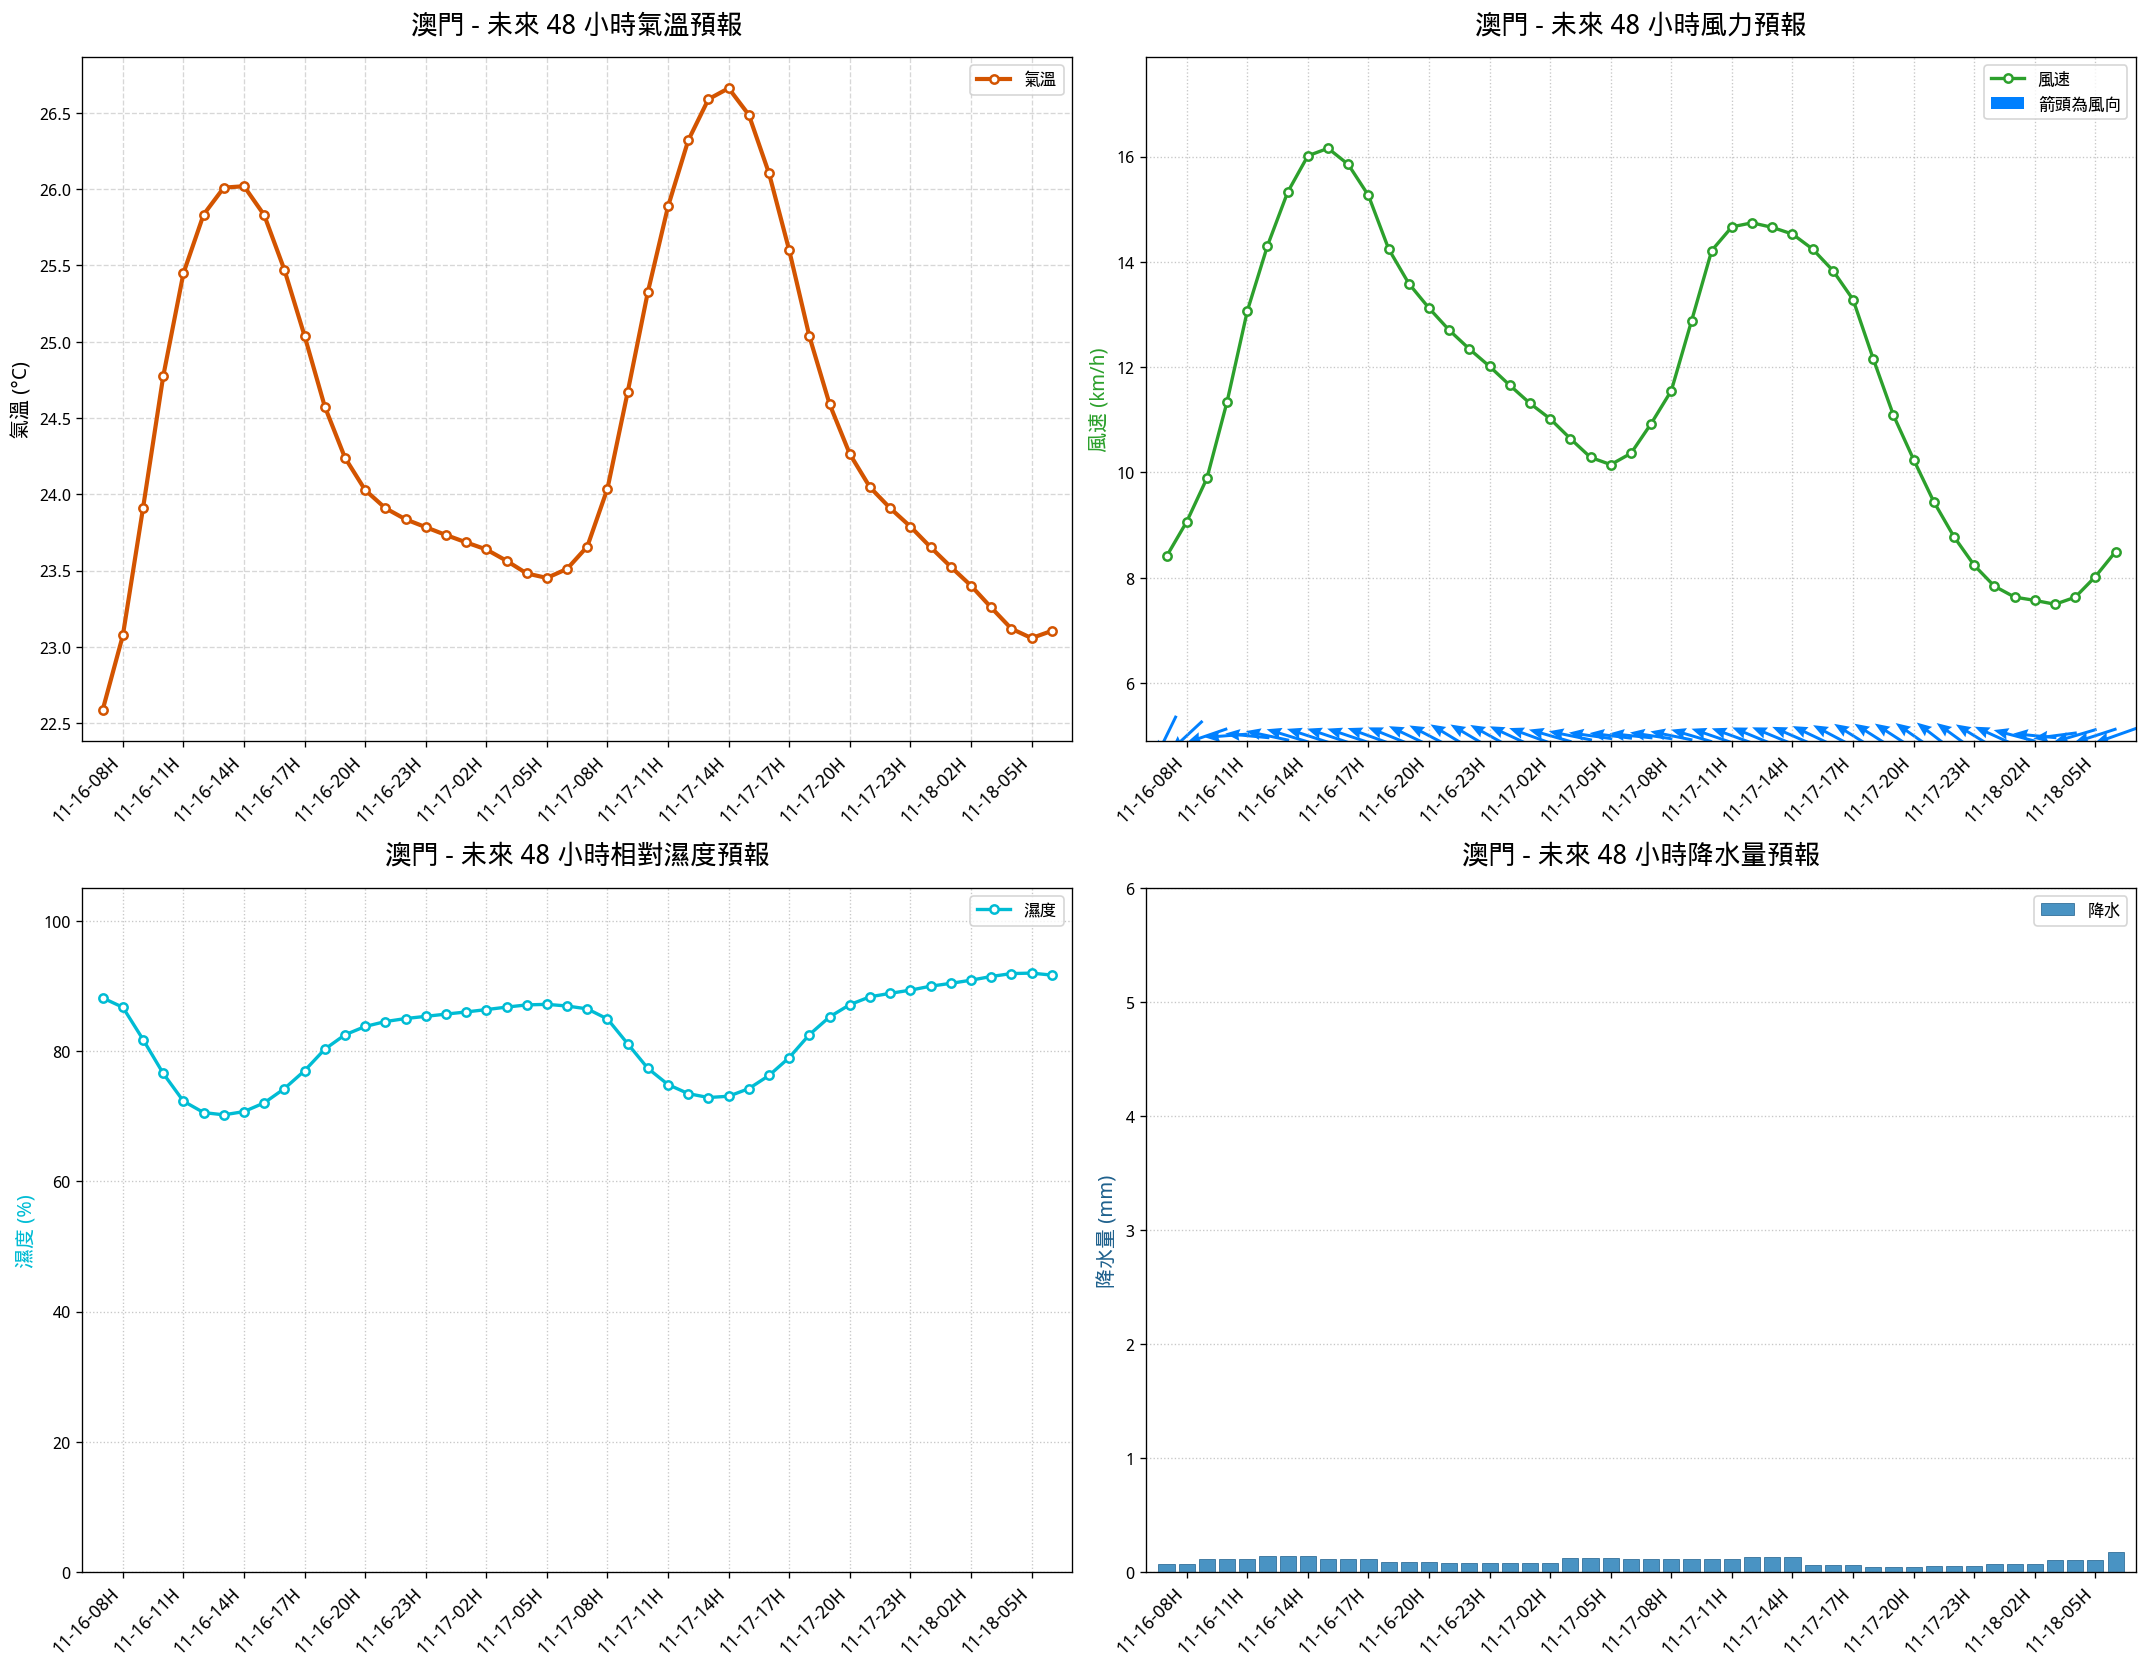 澳門 - 未來 48 小時氣溫預報
氣溫
氣溫 (°C)
26.5
26.0
25.5
25.0
24.5
24.0
23.5
23.0
22.5
11-16-08H
11-16-11H
11-16-14H
11-16-17H
11-16-20H
11-16-23H
11-17-02H
11-17-05H
11-17-08H
11-17-11H
11-17-14H
11-17-17H
11-17-20H
11-17-23H
11-18-02H
11-18-05H
澳門 - 未來 48 小時風力預報
風速
箭頭為風向
風速 (km/h)
16
14
12
10
8
6
11-16-08H
11-16-11H
11-16-14H
11-16-17H
11-16-20H
11-16-23H
11-17-02H
11-17-05H
11-17-08H
11-17-11H
11-17-14H
11-17-17H
11-17-20H
11-17-23H
11-18-02H
11-18-05H
澳門 - 未來 48 小時相對濕度預報
濕度
濕度 (%)
100
80
60
40
20
0
11-16-08H
11-16-11H
11-16-14H
11-16-17H
11-16-20H
11-16-23H
11-17-02H
11-17-05H
11-17-08H
11-17-11H
11-17-14H
11-17-17H
11-17-20H
11-17-23H
11-18-02H
11-18-05H
澳門 - 未來 48 小時降水量預報
降水
降水量 (mm)
6
5
4
3
2
1
0
11-16-08H
11-16-11H
11-16-14H
11-16-17H
11-16-20H
11-16-23H
11-17-02H
11-17-05H
11-17-08H
11-17-11H
11-17-14H
11-17-17H
11-17-20H
11-17-23H
11-18-02H
11-18-05H